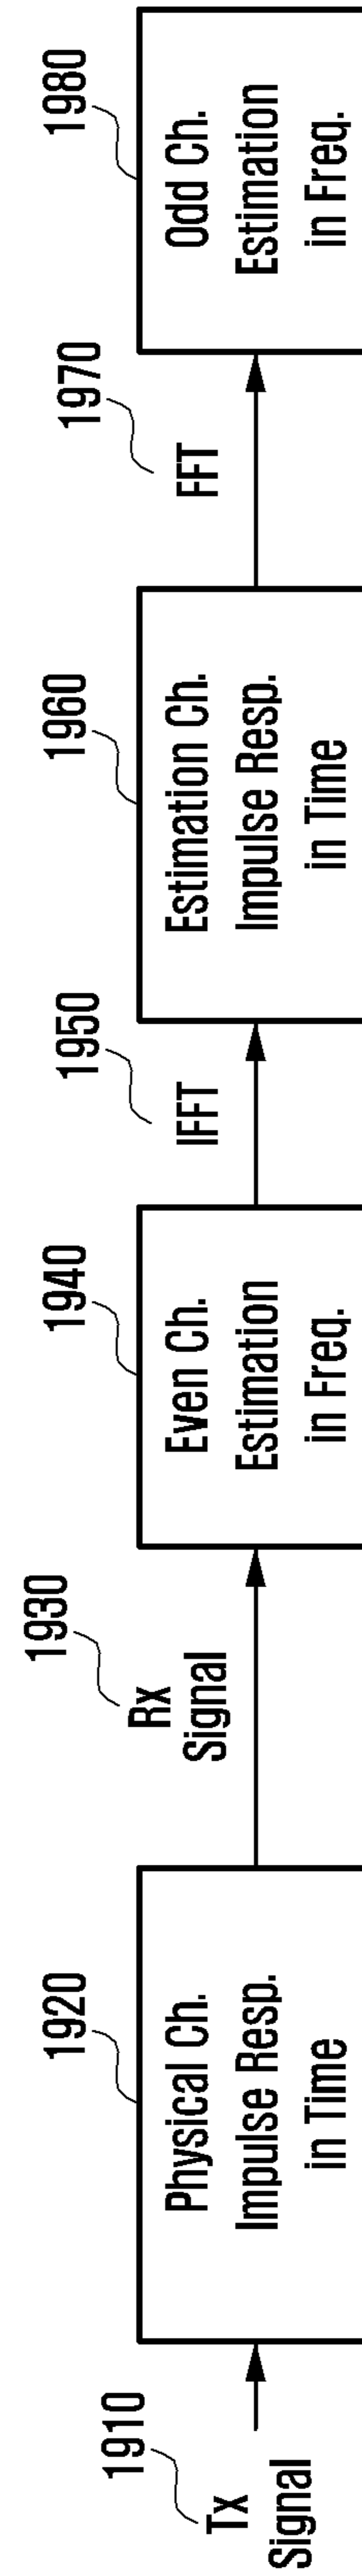 1910
Tx
Signal
1920
Physical Ch.
Impulse Resp.
in Time
1930
Rx
Signal
1940
Even Ch.
Estimation
in Freq.
1950
IFFT
1960
Estimation Ch.
Impulse Resp.
in Time
1970
FFT
1980
Odd Ch.
Estimation
in Freq.